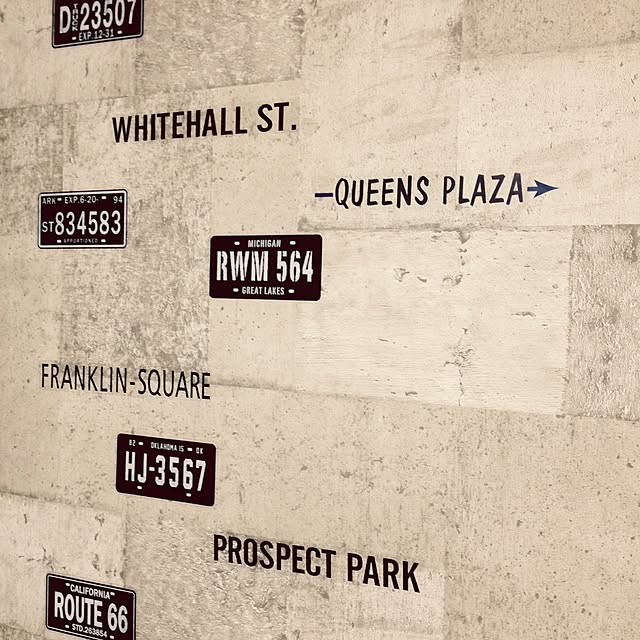 D TRUCK 23507
EXP. 12-31
WHITEHALL ST.
QUEENS PLAZA
ARK EXP. 6-20- 94
ST 834583
APPORTIONED
MICHIGAN
RWM 564
GREAT LAKES
FRANKLIN-SQUARE
82 OKLAHOMA IS OK
HJ-3567
PROSPECT PARK
"CALIFORNIA"
ROUTE 66
STD. 263854